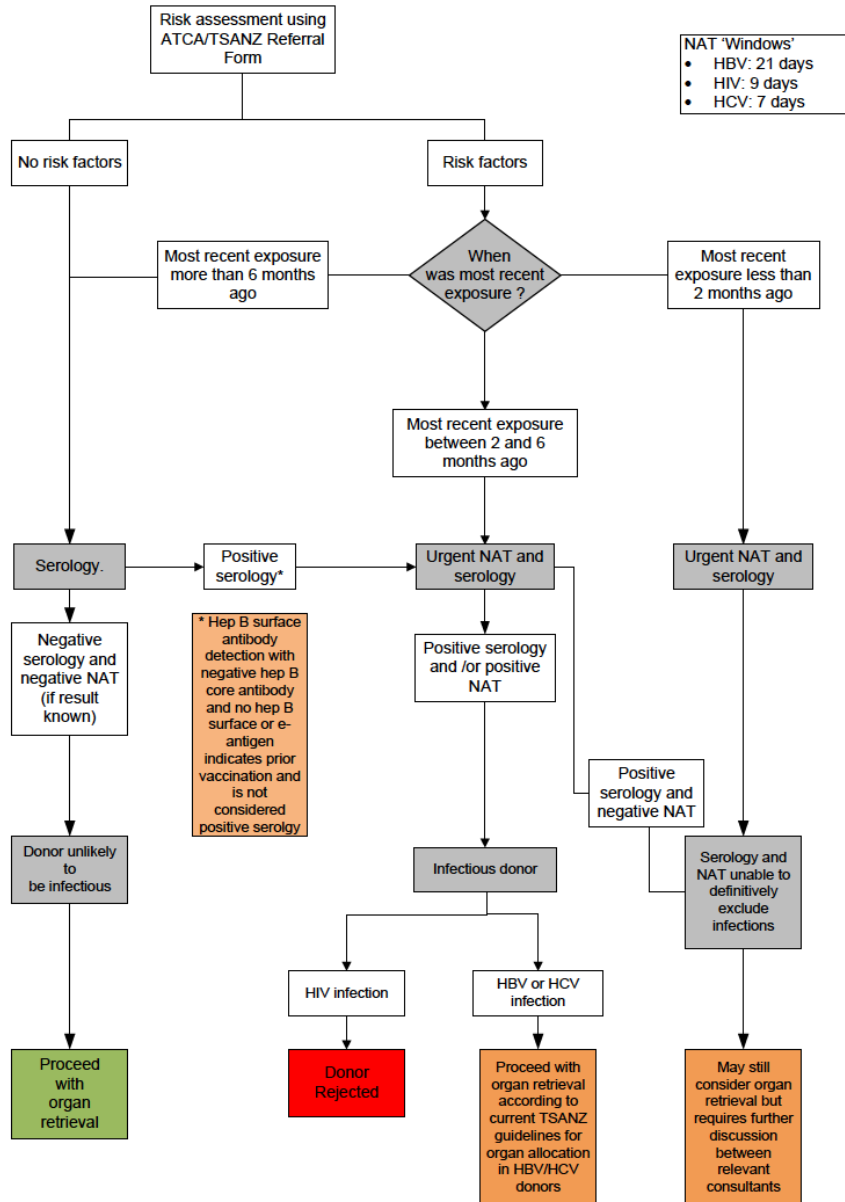 Risk assessment using
ATCA/TSANZ Referral
Form
NAT ‘Windows’
• HBV: 21 days
• HIV: 9 days
• HCV: 7 days
No risk factors
Risk factors
Most recent exposure
more than 6 months
ago
When
was most recent
exposure ?
Most recent
exposure less than
2 months ago
Most recent exposure
between 2 and 6
months ago
Serology.
Positive
serology*
Urgent NAT and
serology
Urgent NAT and
serology
Negative
serology and
negative NAT
(if result
known)
* Hep B surface
antibody
detection with
negative hep B
core antibody
and no hep B
surface or e-
antigen
indicates prior
vaccination and
is not
considered
positive serolgy
Positive serology
and /or positive
NAT
Positive
serology and
negative NAT
Donor unlikely
to
be infectious
Infectious donor
Serology and
NAT unable to
definitively
exclude
infections
HIV infection
HBV or HCV
infection
Proceed
with
organ
retrieval
Donor
Rejected
Proceed with
organ retrieval
according to
current TSANZ
guidelines for
organ allocation
in HBV/HCV
donors
May still
consider organ
retrieval but
requires further
discussion
between
relevant
consultants